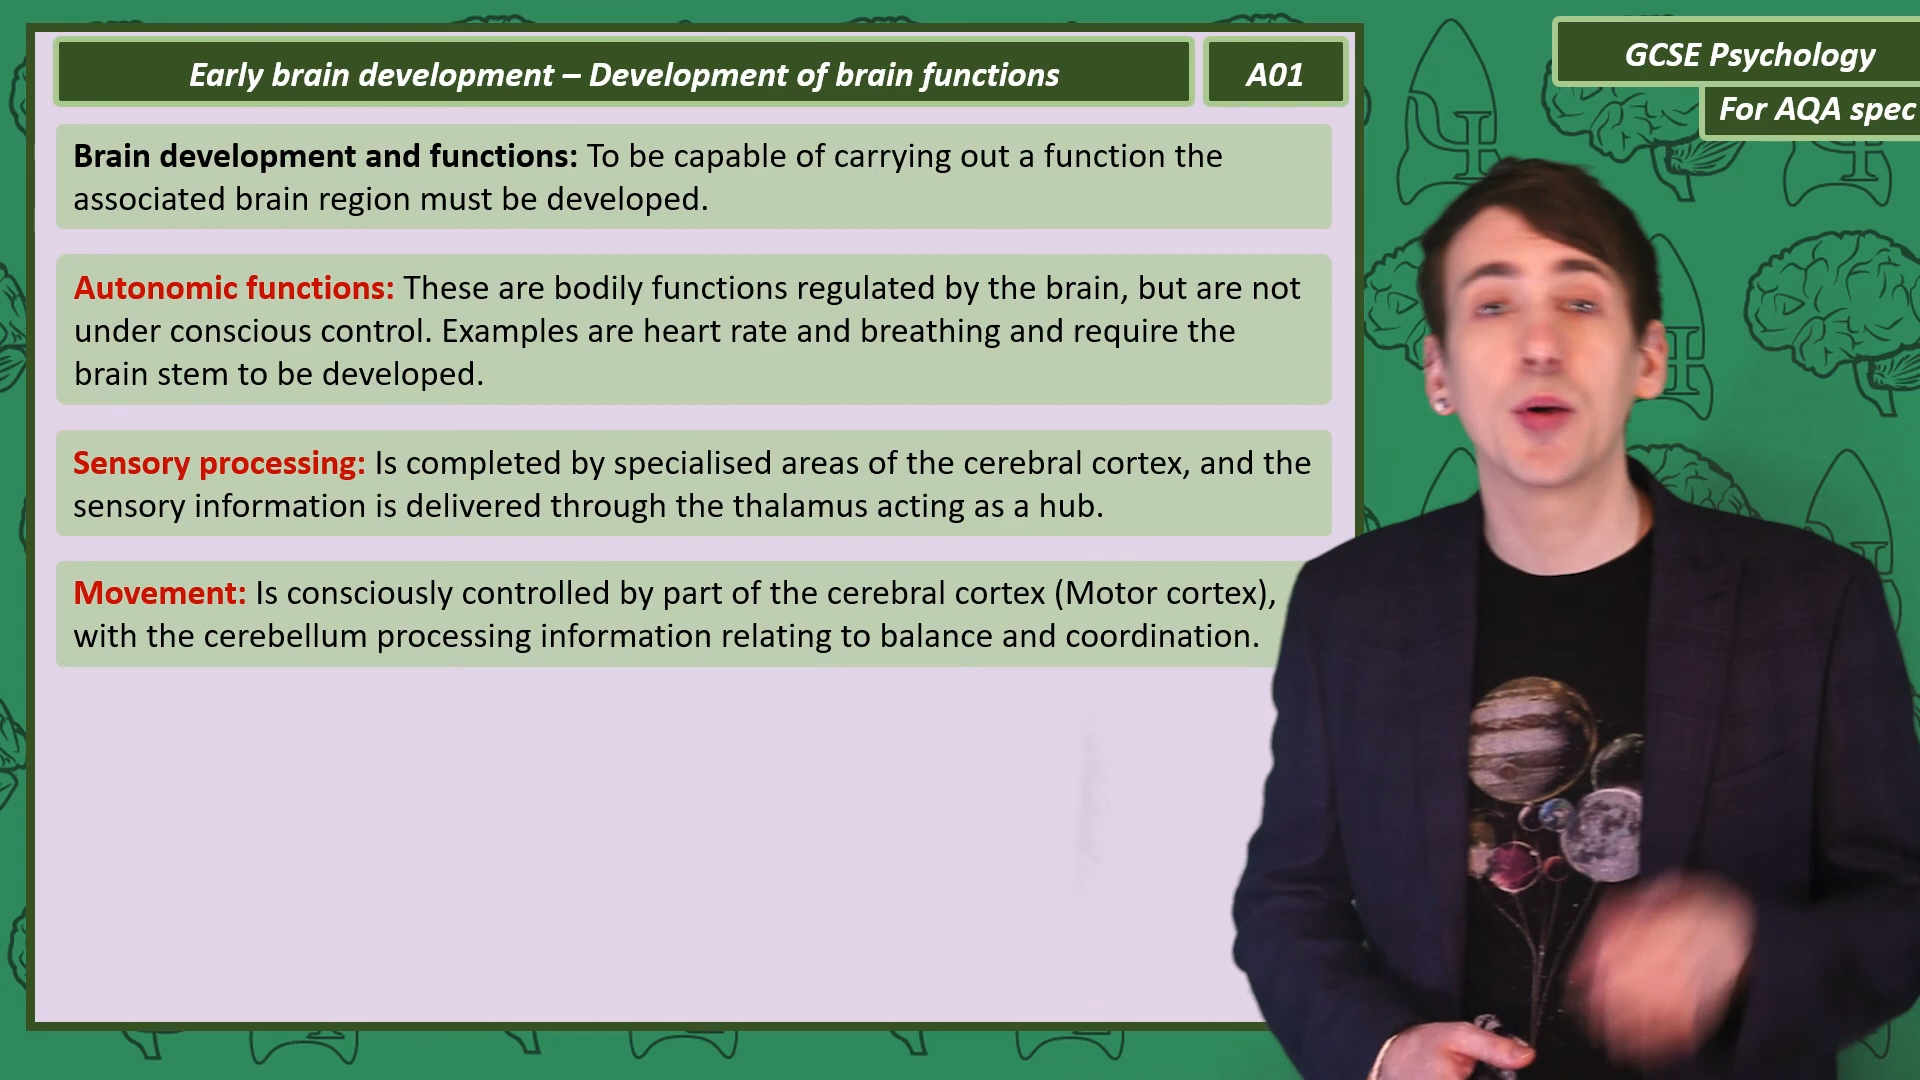 Early brain development – Development of brain functions
A01
GCSE Psychology
For AQA spec
Brain development and functions: To be capable of carrying out a function the
associated brain region must be developed.
Autonomic functions: These are bodily functions regulated by the brain, but are not
under conscious control. Examples are heart rate and breathing and require the
brain stem to be developed.
Sensory processing: Is completed by specialised areas of the cerebral cortex, and the
sensory information is delivered through the thalamus acting as a hub.
Movement: Is consciously controlled by part of the cerebral cortex (Motor cortex),
with the cerebellum processing information relating to balance and coordination.